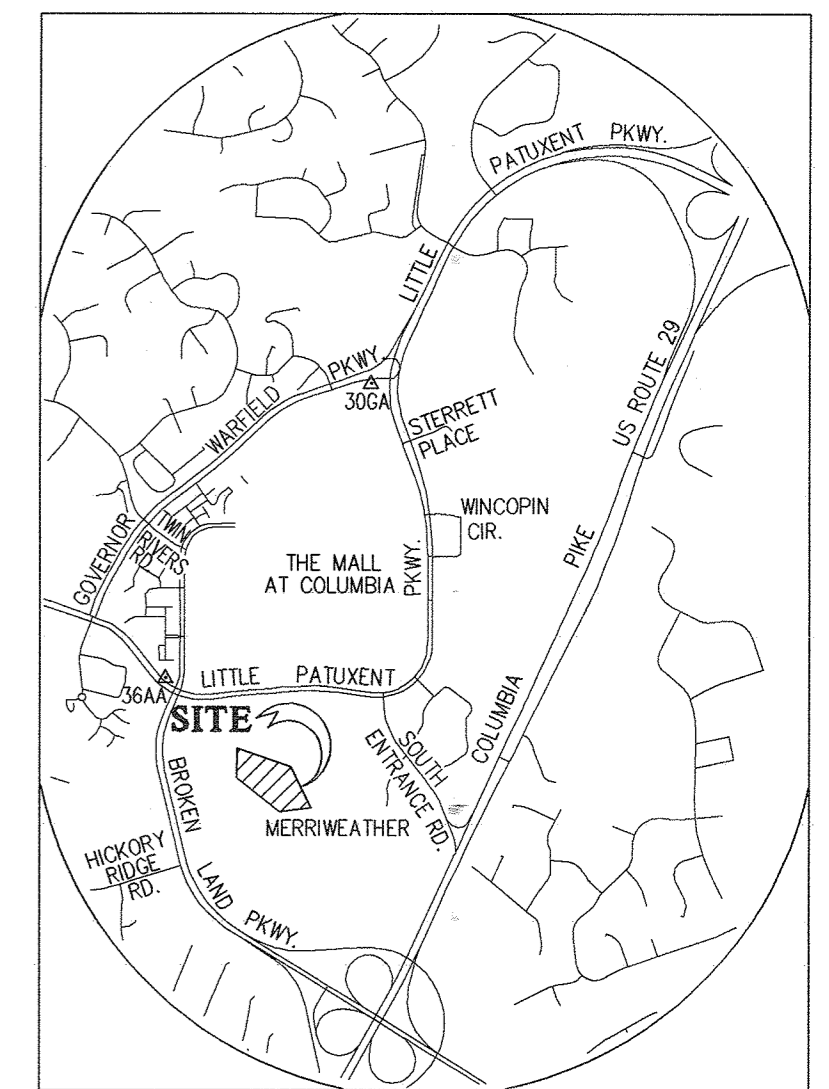 PATUXENT PKWY.
LITTLE
US ROUTE 29
WARFIELD PKWY.
30GA
STERRETT
PLACE
WINCOPIN
CIR.
GOVERNOR
TWIN
RIVERS
RD.
THE MALL
AT COLUMBIA
PKWY.
COLUMBIA PIKE
36AA
LITTLE PATUXENT
SITE
SOUTH
ENTRANCE RD.
MERRIWEATHER
BROKEN LAND PKWY.
HICKORY
RIDGE
RD.